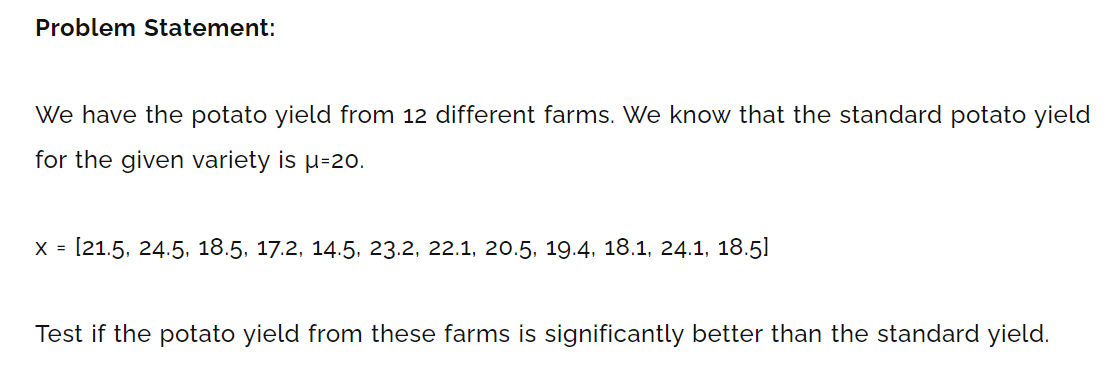 Problem Statement:
We have the potato yield from 12 different farms. We know that the standard potato yield
for the given variety is µ=20.
x = [21.5, 24.5, 18.5, 17.2, 14.5, 23.2, 22.1, 20.5, 19.4, 18.1, 24.1, 18.5]
Test if the potato yield from these farms is significantly better than the standard yield.